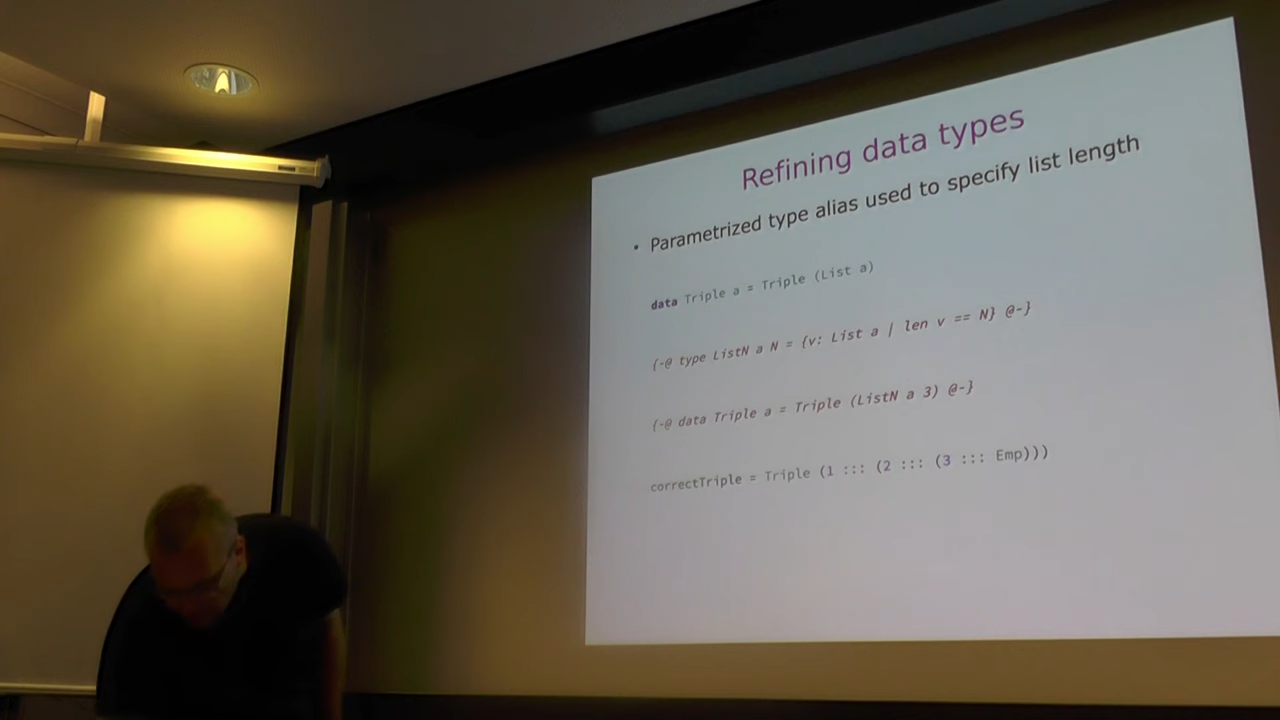 Refining data types
• Parametrized type alias used to specify list length
data Triple a = Triple (List a)
{-@ type ListN a N = {v: List a | len v == N} @-}
{-@ data Triple a = Triple (ListN a 3) @-}
correctTriple = Triple (1 ::: (2 ::: (3 ::: Emp)))